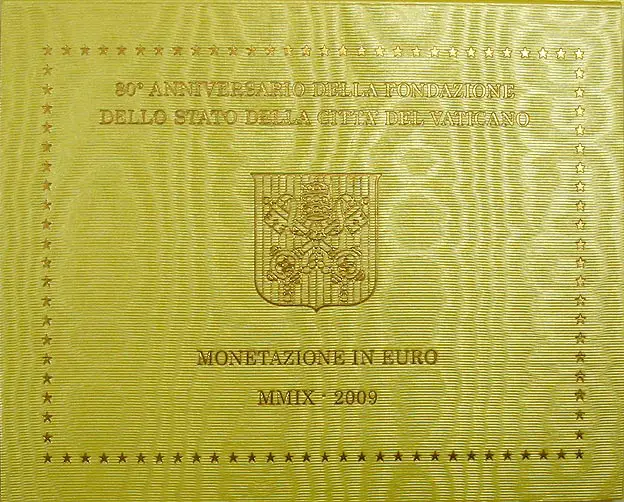 80° ANNIVERSARIO DELLA FONDAZIONE
DELLO STATO DELLA CITTÀ DEL VATICANO
MONETAZIONE IN EURO
MMIX - 2009